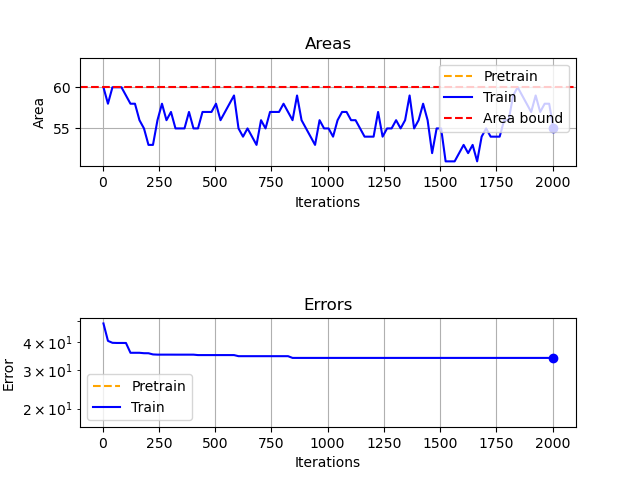 Areas
Area
60
55
Pretrain
Train
Area bound
0 250 500 750 1000 1250 1500 1750 2000
Iterations
Errors
Error
4 × 10¹
3 × 10¹
2 × 10¹
Pretrain
Train
0 250 500 750 1000 1250 1500 1750 2000
Iterations